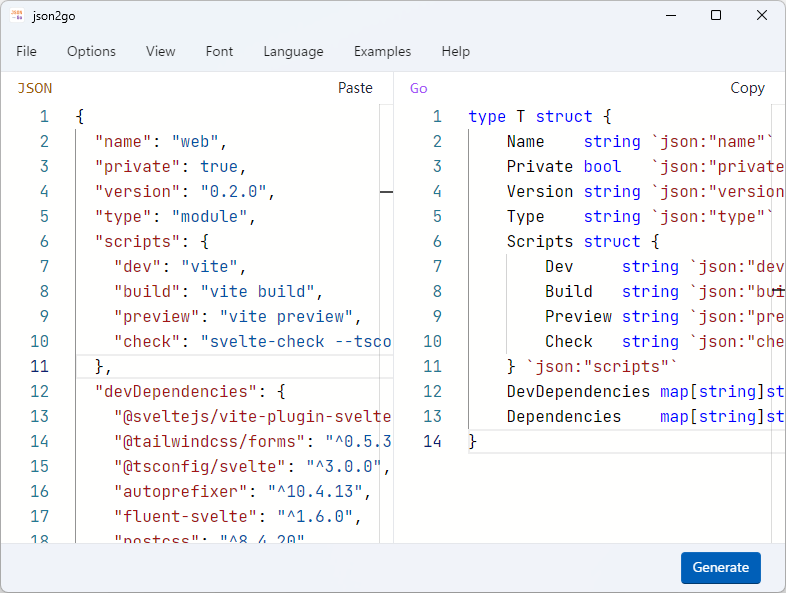 json2go
File Options View Font Language Examples Help
JSON Paste
1 {
2 "name": "web",
3 "private": true,
4 "version": "0.2.0",
5 "type": "module",
6 "scripts": {
7 "dev": "vite",
8 "build": "vite build",
9 "preview": "vite preview",
10 "check": "svelte-check --tsco
11 },
12 "devDependencies": {
13 "@sveltejs/vite-plugin-svelte
14 "@tailwindcss/forms": "^0.5.3
15 "@tsconfig/svelte": "^3.0.0",
16 "autoprefixer": "^10.4.13",
17 "fluent-svelte": "^1.6.0",
18 "postcss": "^8.4.20"
Go Copy
1 type T struct {
2 Name string `json:"name"`
3 Private bool `json:"private
4 Version string `json:"version
5 Type string `json:"type"`
6 Scripts struct {
7 Dev string `json:"dev
8 Build string `json:"bui
9 Preview string `json:"pre
10 Check string `json:"che
11 } `json:"scripts"`
12 DevDependencies map[string]st
13 Dependencies map[string]st
14 }
Generate